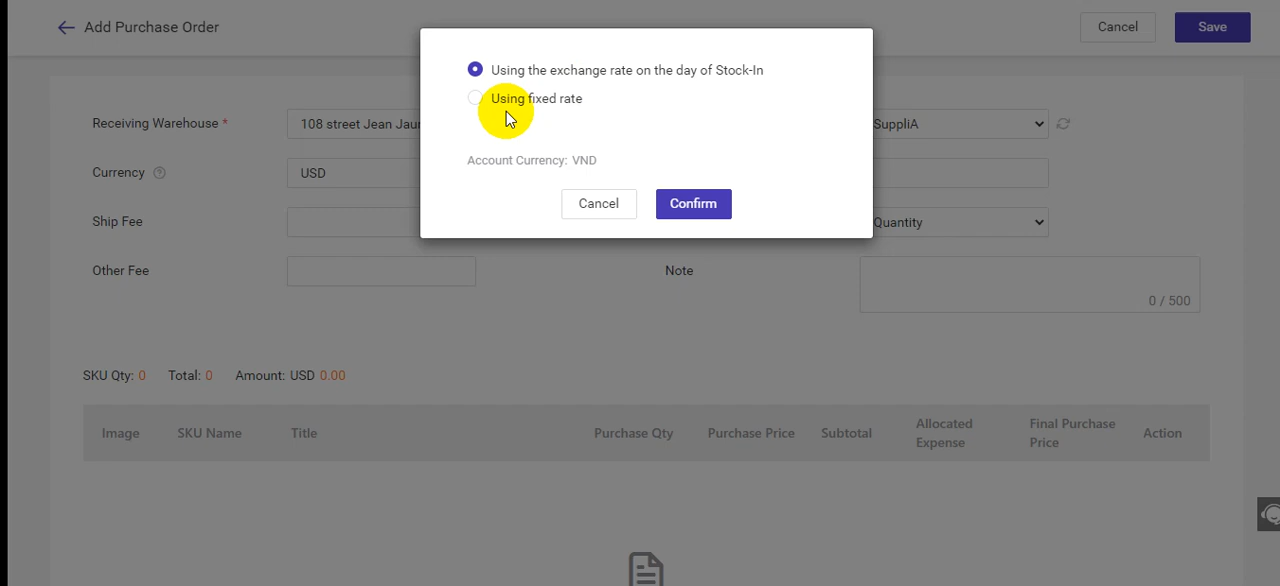 Add Purchase Order
Cancel
Save
Using the exchange rate on the day of Stock-In
Using fixed rate
Account Currency: VND
Cancel
Confirm
Receiving Warehouse *
108 street Jean Jau
SuppliA
Currency
USD
Ship Fee
Quantity
Other Fee
Note
0 / 500
SKU Qty: 0 Total: 0 Amount: USD 0.00
Image
SKU Name
Title
Purchase Qty
Purchase Price
Subtotal
Allocated
Expense
Final Purchase
Price
Action